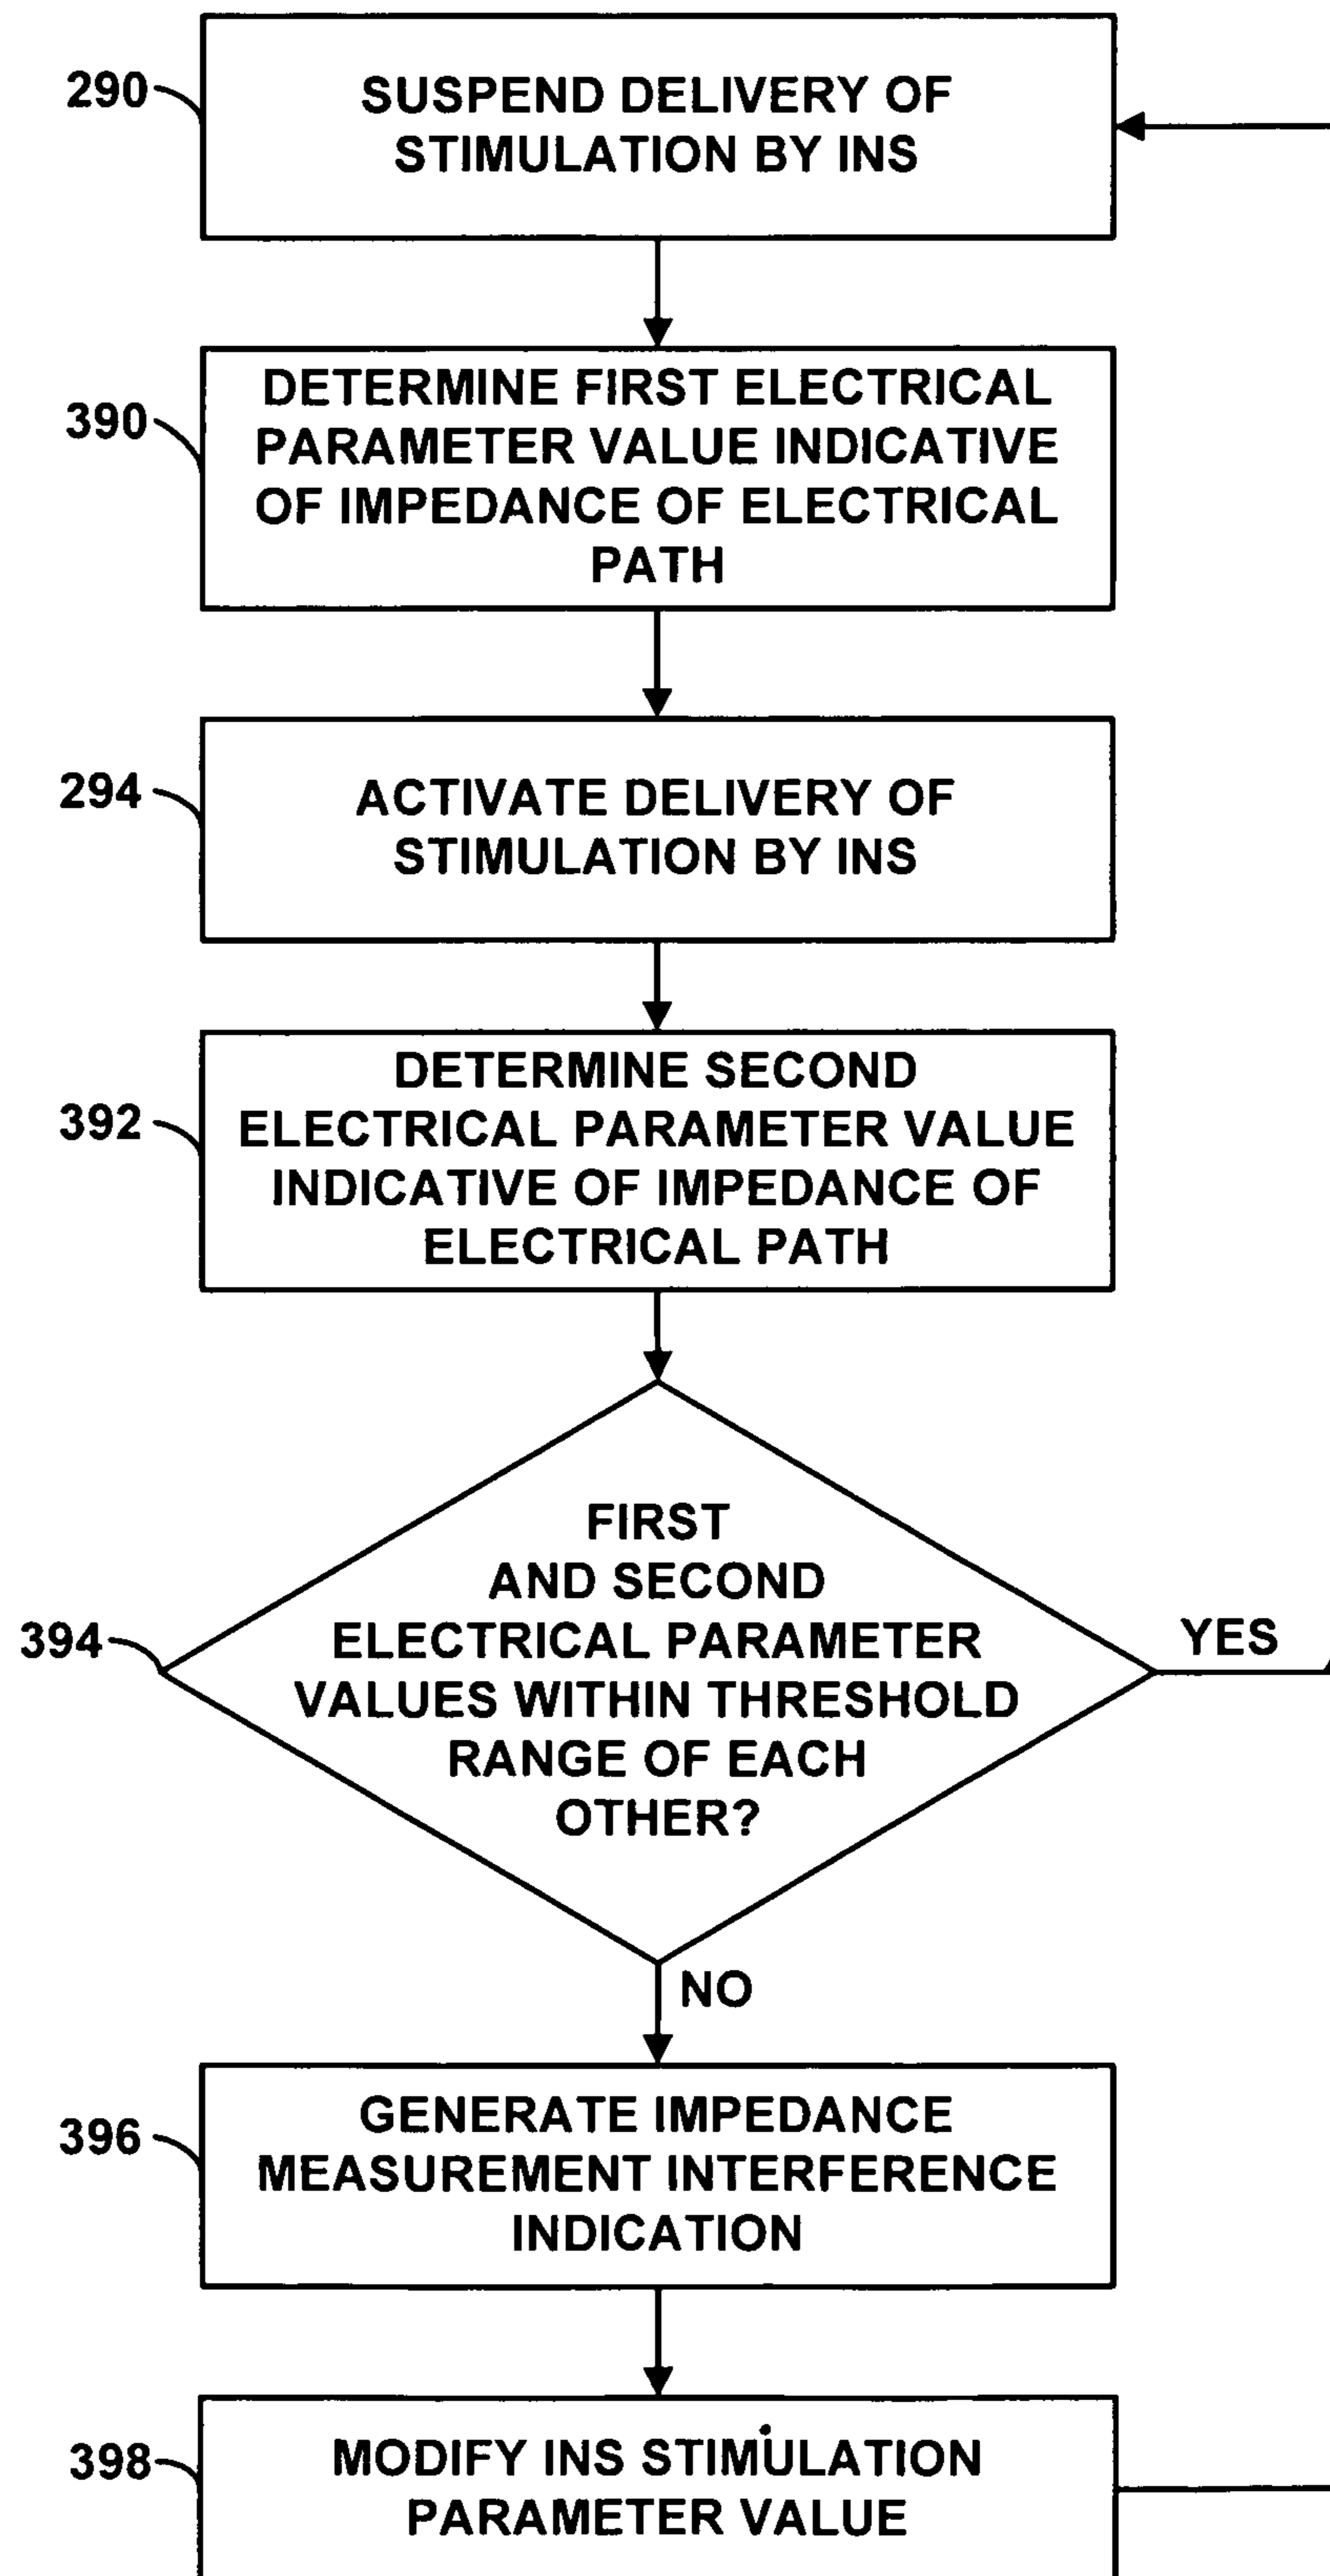 290
SUSPEND DELIVERY OF
STIMULATION BY INS
390
DETERMINE FIRST ELECTRICAL
PARAMETER VALUE INDICATIVE
OF IMPEDANCE OF ELECTRICAL
PATH
294
ACTIVATE DELIVERY OF
STIMULATION BY INS
392
DETERMINE SECOND
ELECTRICAL PARAMETER VALUE
INDICATIVE OF IMPEDANCE OF
ELECTRICAL PATH
394
FIRST
AND SECOND
ELECTRICAL PARAMETER
VALUES WITHIN THRESHOLD
RANGE OF EACH
OTHER?
YES
NO
396
GENERATE IMPEDANCE
MEASUREMENT INTERFERENCE
INDICATION
398
MODIFY INS STIMULATION
PARAMETER VALUE